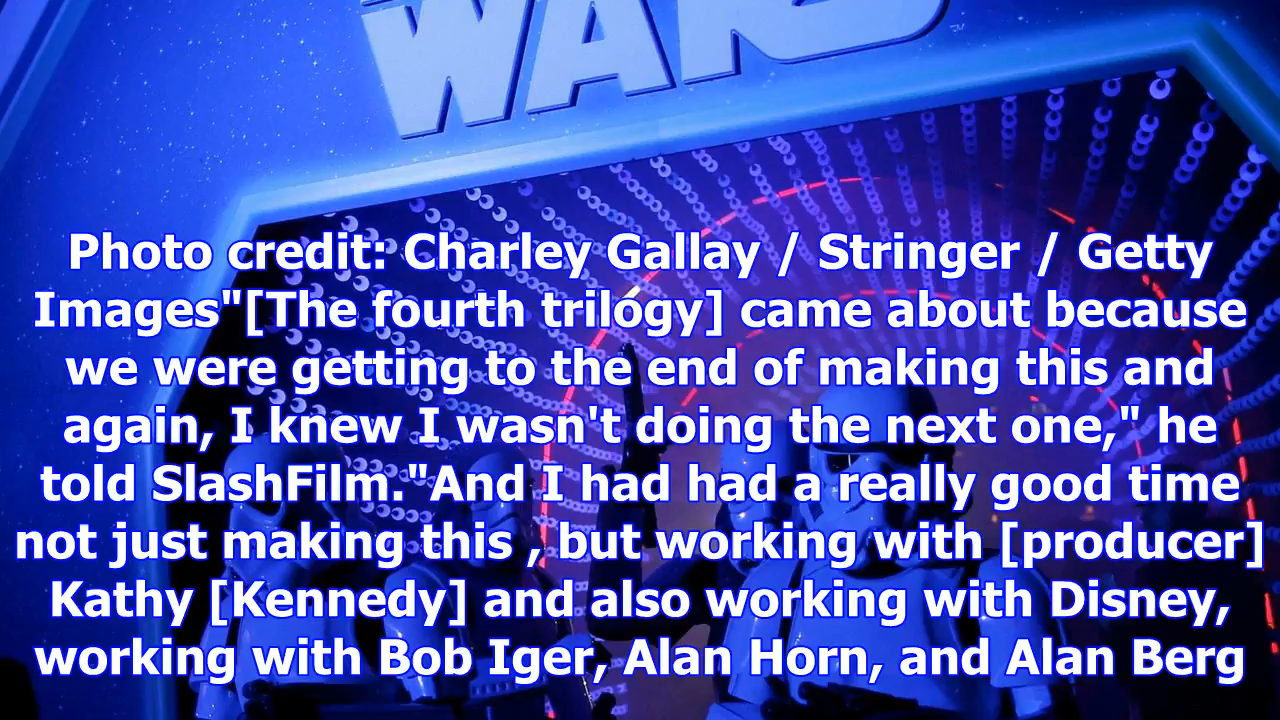 WARS
Photo credit: Charley Gallay / Stringer / Getty
Images"[The fourth trilogy] came about because
we were getting to the end of making this and
again, I knew I wasn't doing the next one," he
told SlashFilm."And I had had a really good time
not just making this , but working with [producer]
Kathy [Kennedy] and also working with Disney,
working with Bob Iger, Alan Horn, and Alan Berg